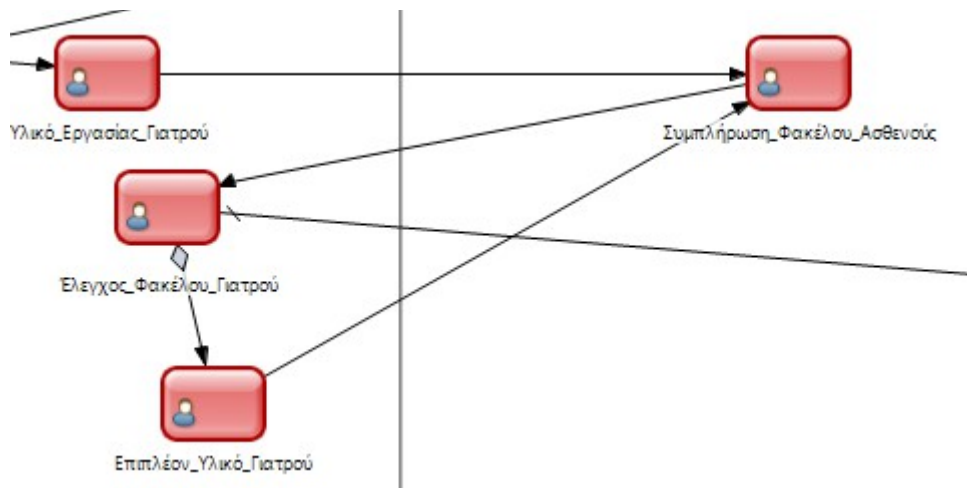 Υλικό_Εργασίας_Γιατρού
Συμπλήρωση_Φακέλου_Ασθενούς
Έλεγχος_Φακέλου_Γιατρού
Επιπλέον_Υλικό_Γιατρού